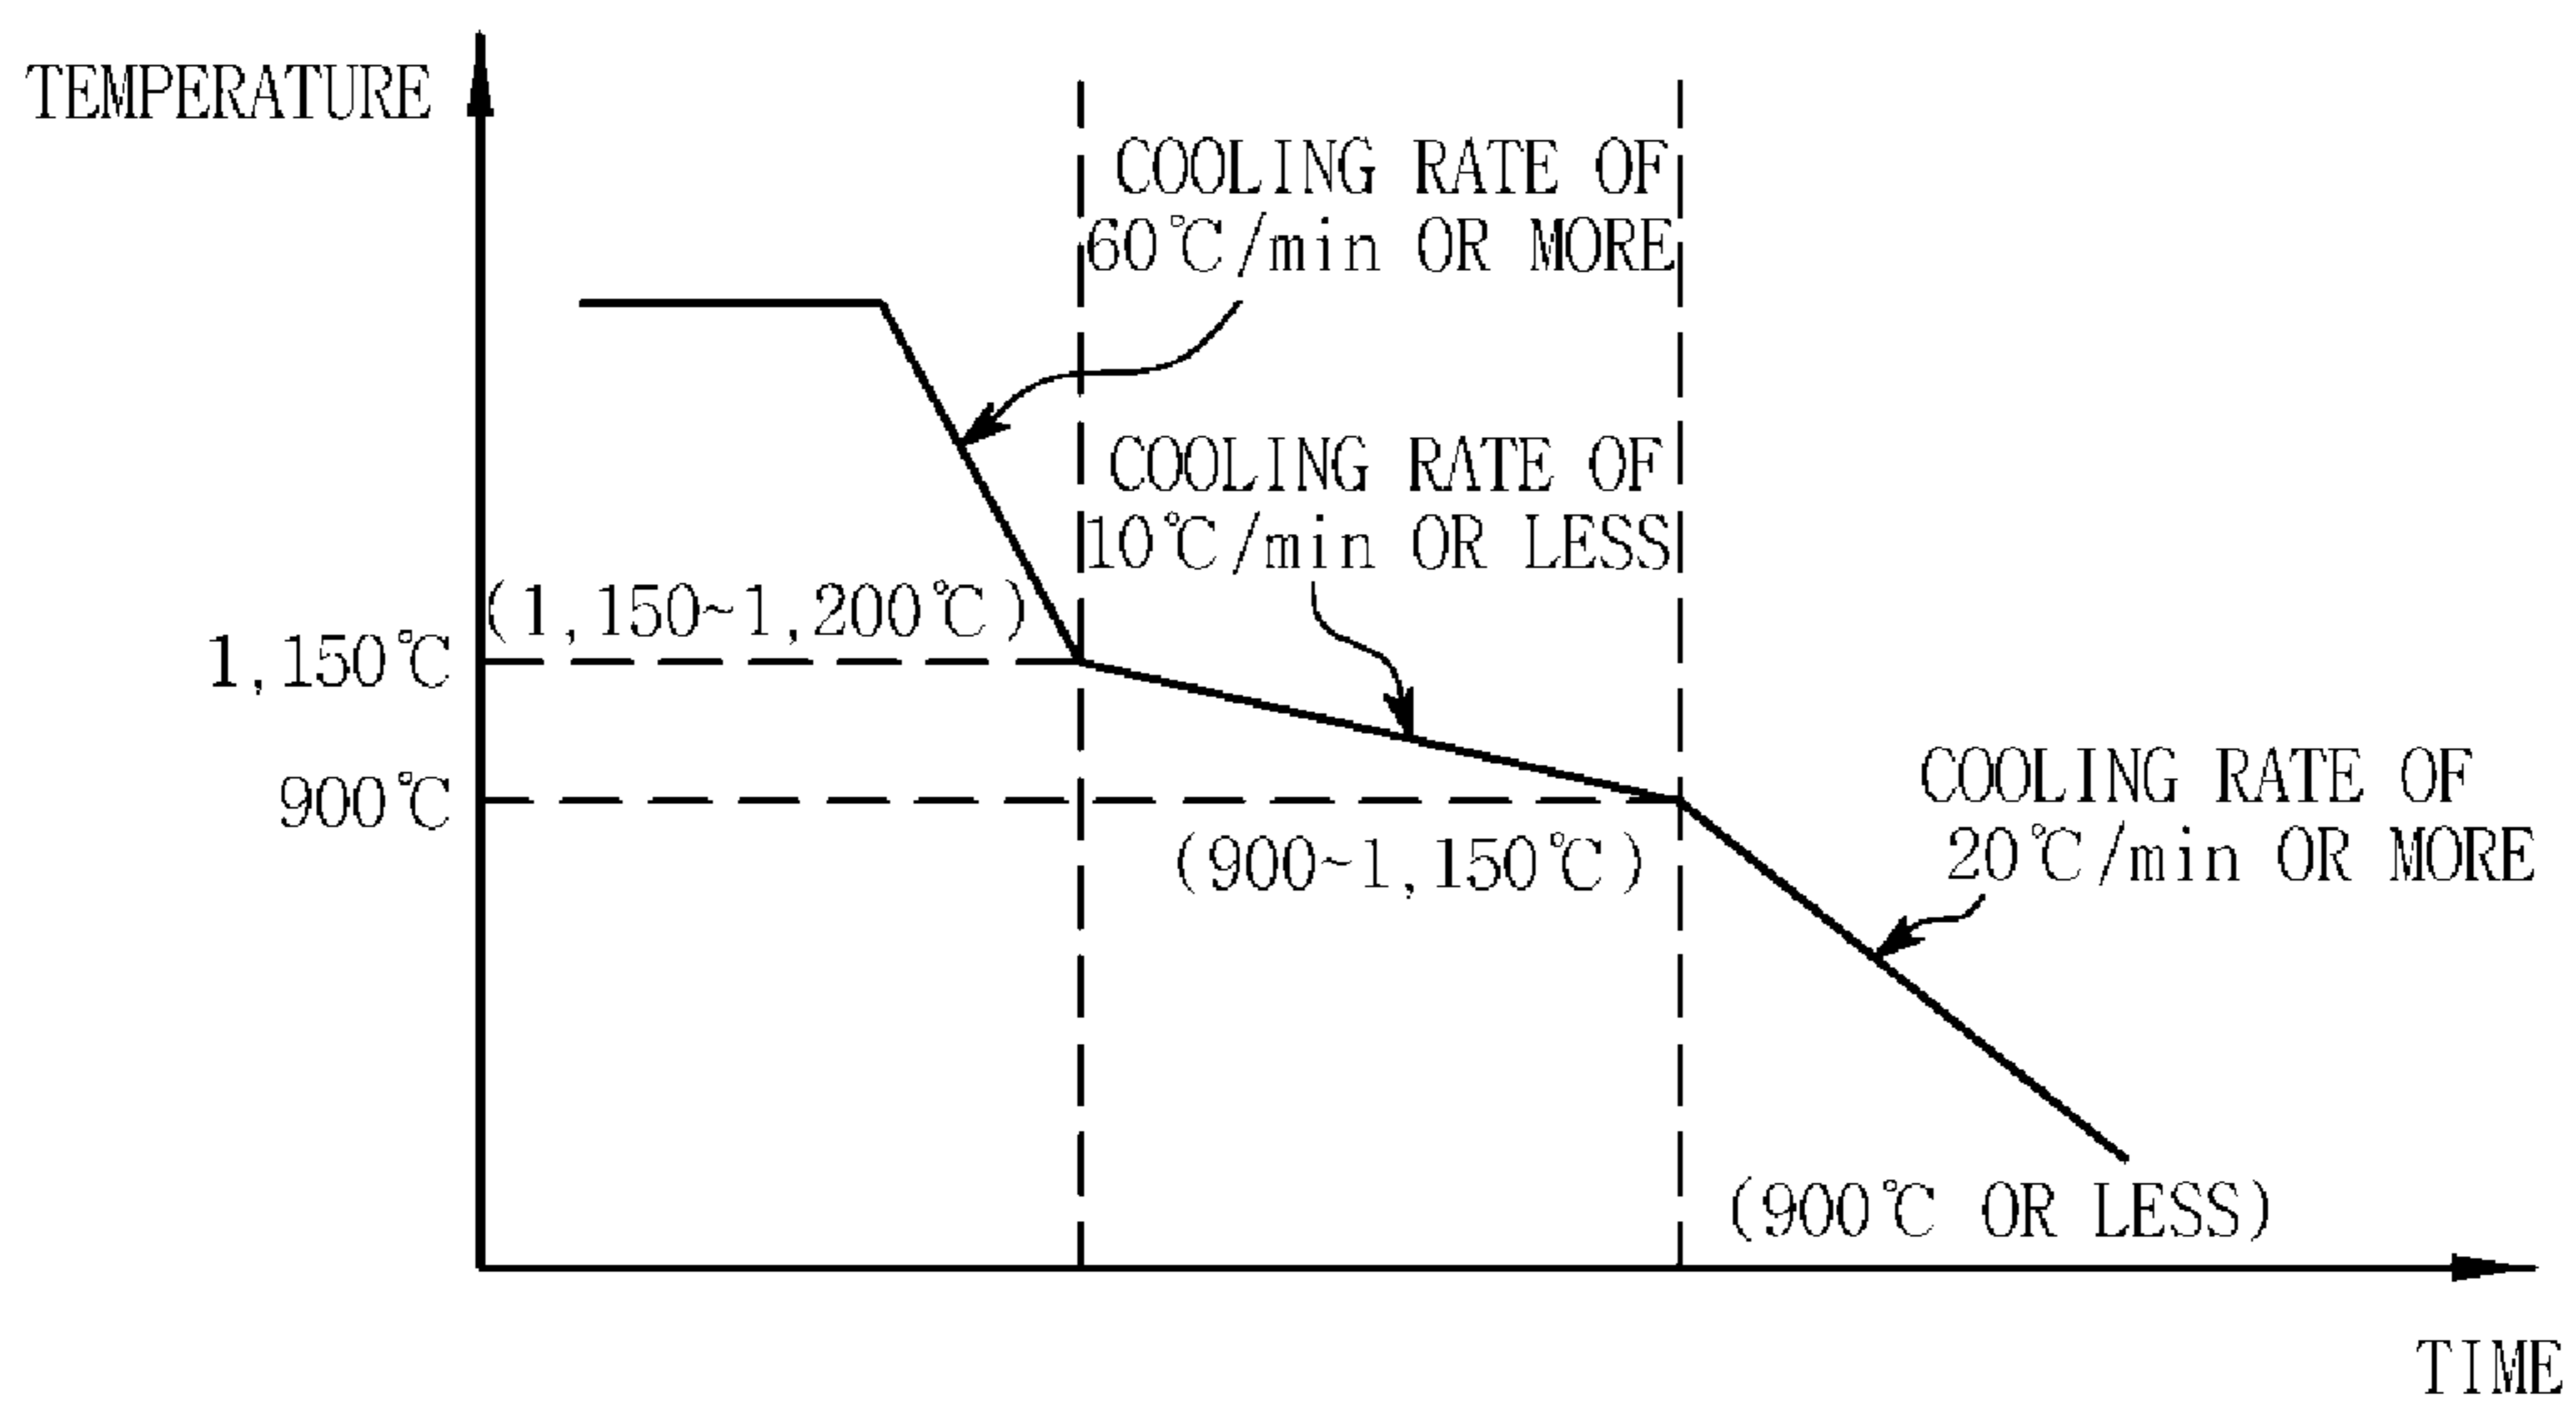 TEMPERATURE
COOLING RATE OF
60℃/min OR MORE
COOLING RATE OF
10℃/min OR LESS
(1,150~1,200℃)
1,150℃
900℃
(900~1,150℃)
COOLING RATE OF
20℃/min OR MORE
(900℃ OR LESS)
TIME